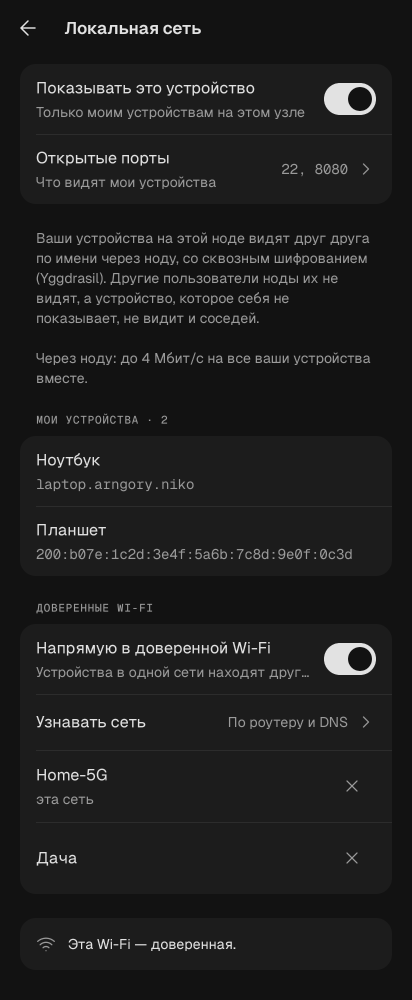 Локальная сеть
Показывать это устройство
Только моим устройствам на этом узле
Открытые порты
Что видят мои устройства
22, 8080
Ваши устройства на этой ноде видят друг друга
по имени через ноду, со сквозным шифрованием
(Yggdrasil). Другие пользователи ноды их не
видят, а устройство, которое себя не
показывает, не видит и соседей.
Через ноду: до 4 Мбит/с на все ваши устройства
вместе.
МОИ УСТРОЙСТВА · 2
Ноутбук
laptop.arngory.niko
Планшет
200:b07e:1c2d:3e4f:5a6b:7c8d:9e0f:0c3d
ДОВЕРЕННЫЕ WI-FI
Напрямую в доверенной Wi-Fi
Устройства в одной сети находят друг…
Узнавать сеть
По роутеру и DNS
Home-5G
эта сеть
Дача
Эта Wi-Fi — доверенная.